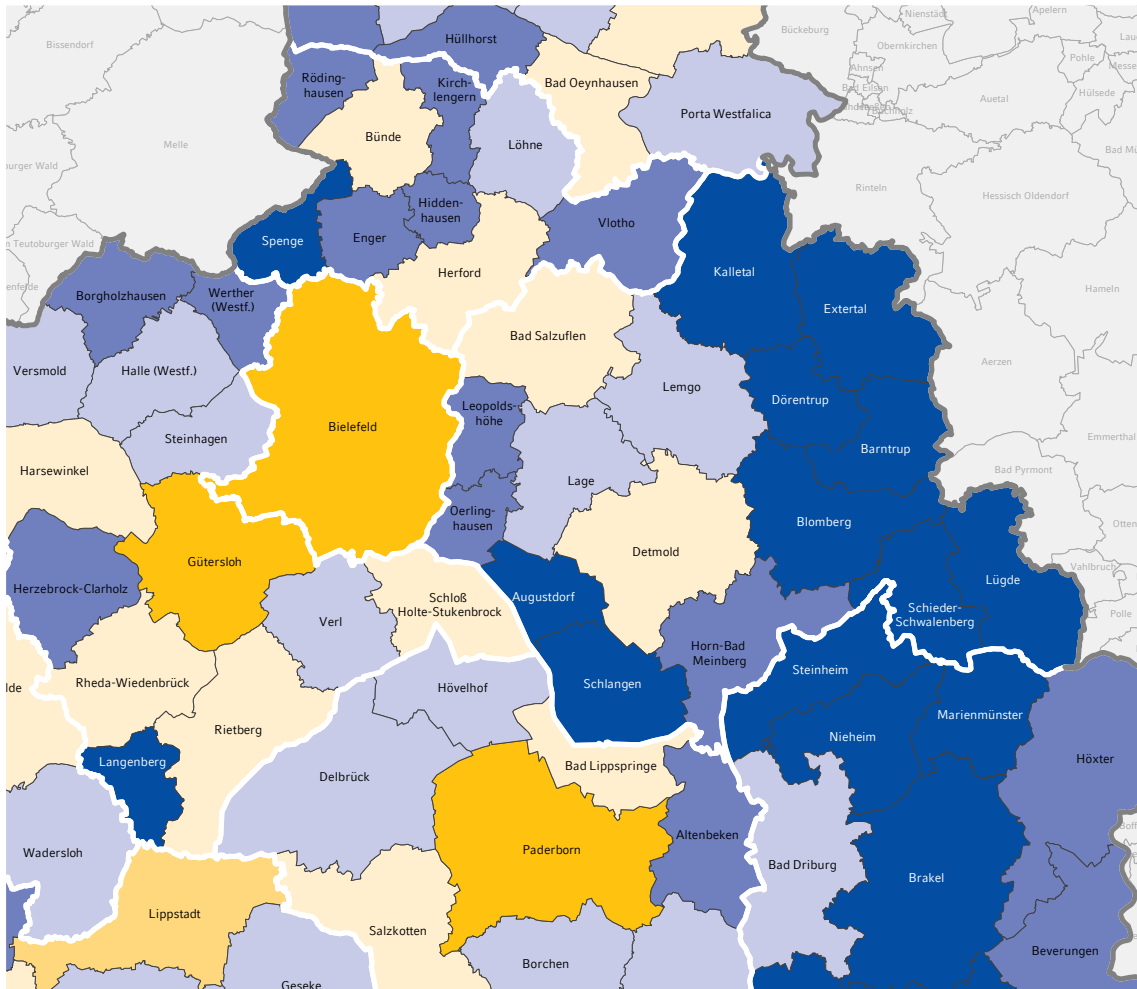 Apelern
Nienstädt
Bückeburg
Hüllhorst
Bissendorf
Obernkirchen
Pohle
Ahnsen
Röding-
hausen
Kirch-
lengern
Bad Oeynhausen
Bad Eilsen
Hülsede
Auetal
Buchholz
Porta Westfalica
Bünde
Melle
Löhne
Rinteln
Hessisch Oldendorf
Hidden-
hausen
Vlotho
Spenge
Enger
Herford
Kalletal
Hameln
Borgholzhausen
Werther
(Westf.)
Extertal
Bad Salzuflen
Aerzen
Versmold
Halle (Westf.)
Lemgo
Dörentrup
Leopolds-
höhe
Bielefeld
Steinhagen
Emmerthal
Barntrup
Harsewinkel
Bad Pyrmont
Lage
Oerling-
hausen
Blomberg
Detmold
Gütersloh
Vahlbruch
Lügde
Herzebrock-Clarholz
Augustdorf
Schloß
Holte-Stukenbrock
Schieder-
Schwalenberg
Polle
Verl
Horn-Bad
Meinberg
Steinheim
Rheda-Wiedenbrück
Hövelhof
Schlangen
Marienmünster
Rietberg
Nieheim
Langenberg
Bad Lippspringe
Höxter
Delbrück
Altenbeken
Wadersloh
Paderborn
Bad Driburg
Brakel
Lippstadt
Salzkotten
Beverungen
Borchen
Geseke